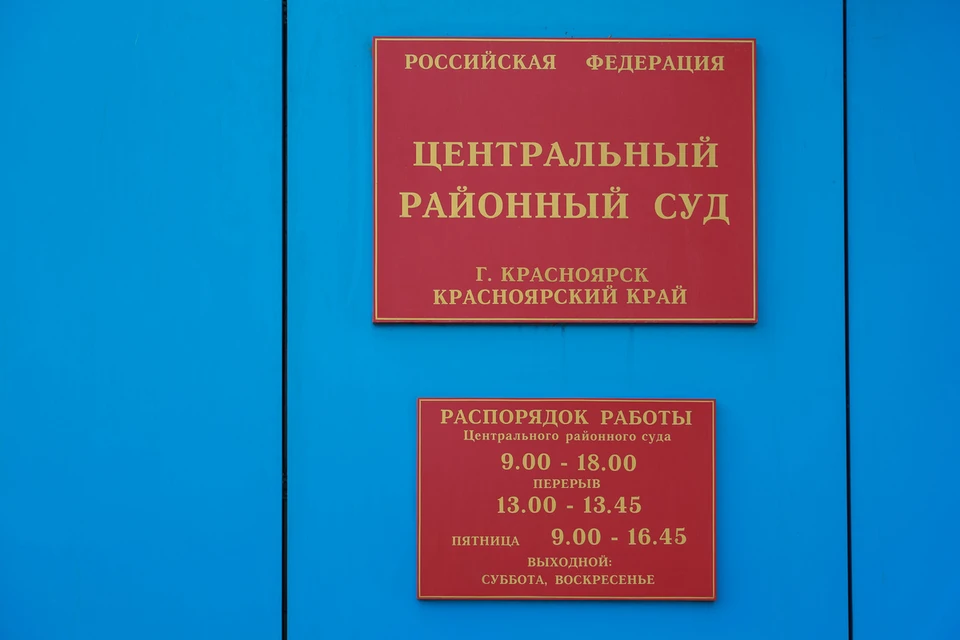 РОССИЙСКАЯ ФЕДЕРАЦИЯ
ЦЕНТРАЛЬНЫЙ
РАЙОННЫЙ СУД
Г. КРАСНОЯРСК
КРАСНОЯРСКИЙ КРАЙ
РАСПОРЯДОК РАБОТЫ
Центрального районного суда
9.00 - 18.00
ПЕРЕРЫВ
13.00 - 13.45
ПЯТНИЦА 9.00 - 16.45
ВЫХОДНОЙ:
СУББОТА, ВОСКРЕСЕНЬЕ